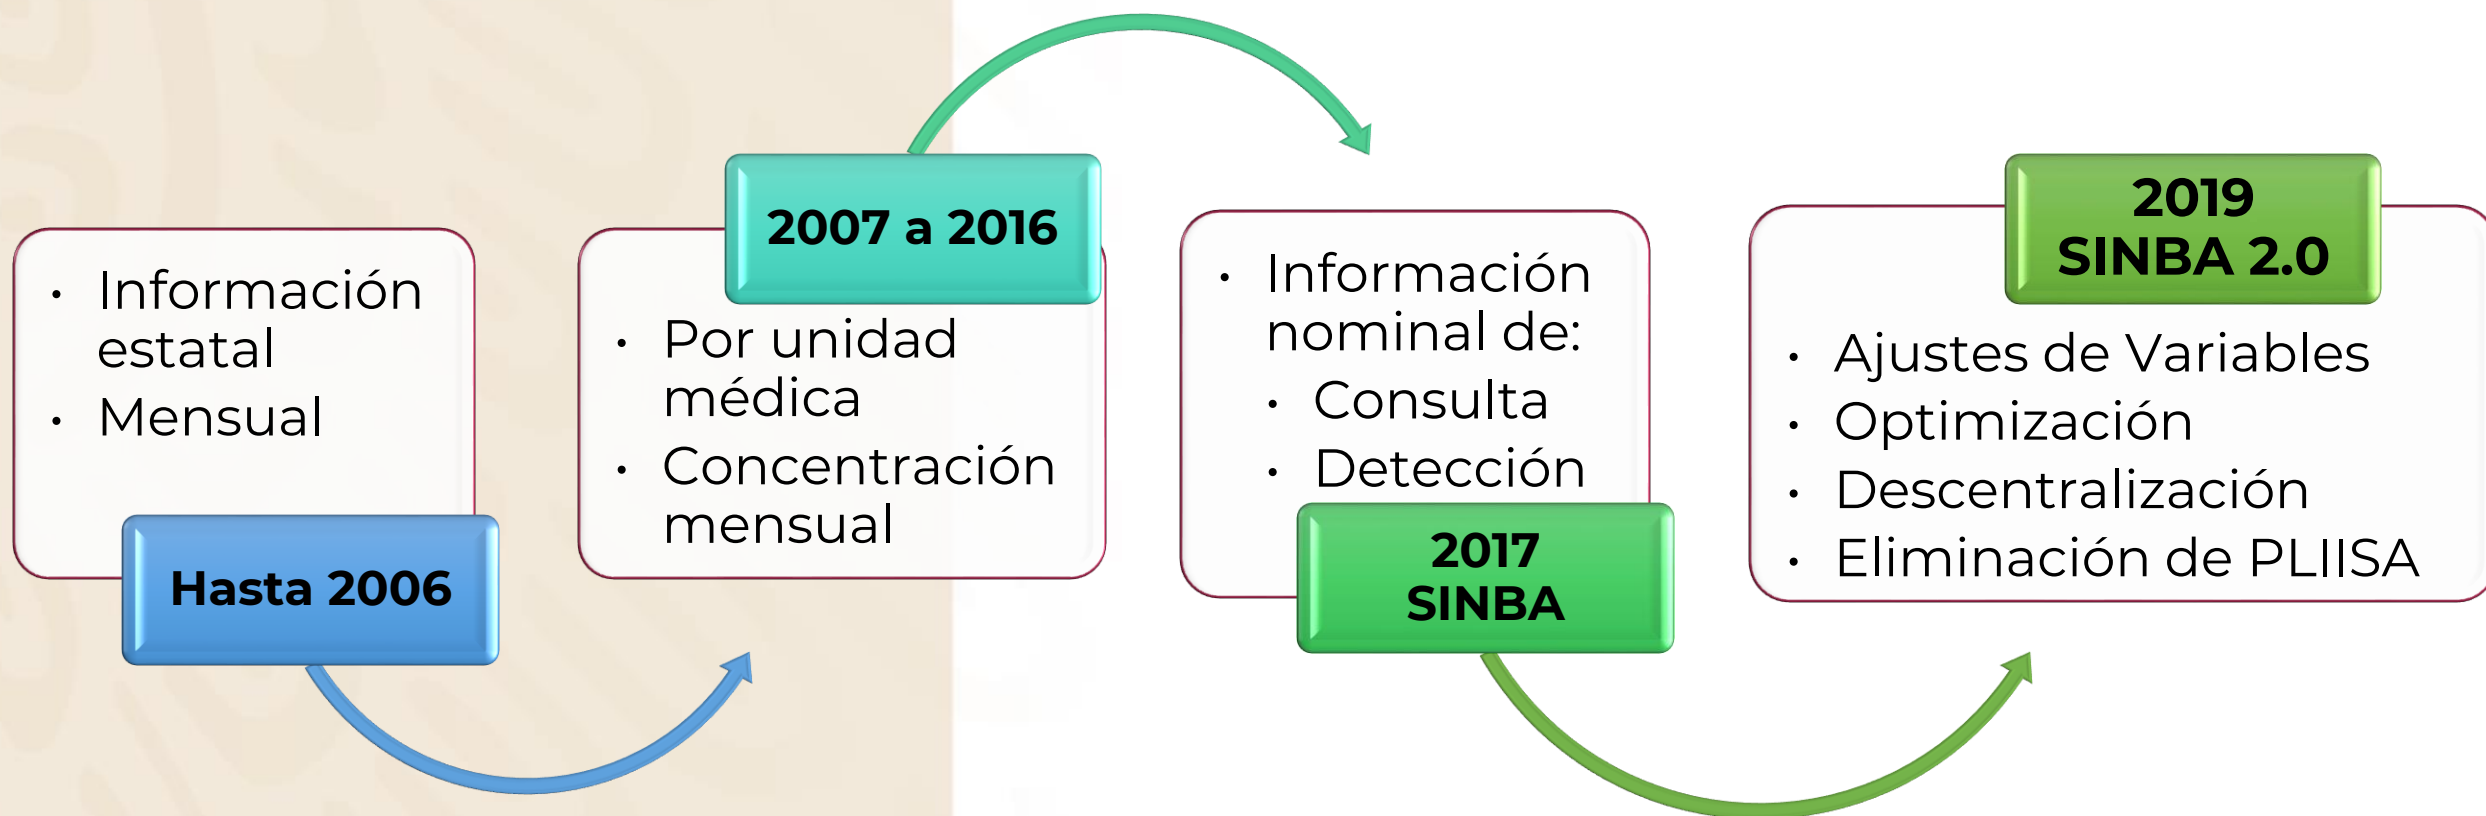 • Información
estatal
• Mensual
Hasta 2006
2007 a 2016
• Por unidad
médica
• Concentración
mensual
• Información
nominal de:
• Consulta
• Detección
2017
SINBA
2019
SINBA 2.0
• Ajustes de Variables
• Optimización
• Descentralización
• Eliminación de PLIISA